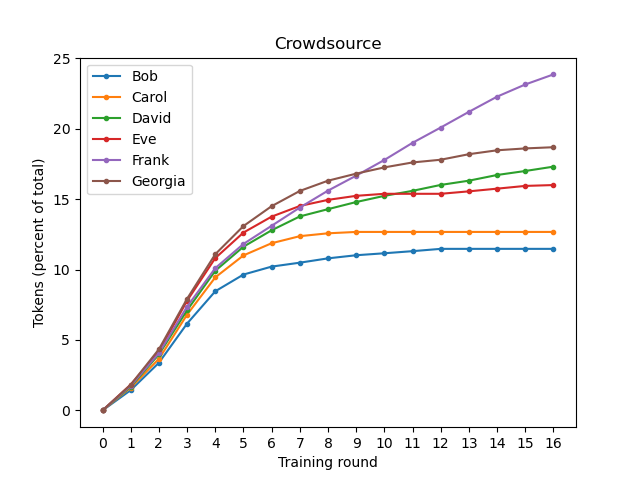 Crowdsource
Tokens (percent of total)
25
20
15
10
5
0
Bob
Carol
David
Eve
Frank
Georgia
0 1 2 3 4 5 6 7 8 9 10 11 12 13 14 15 16
Training round